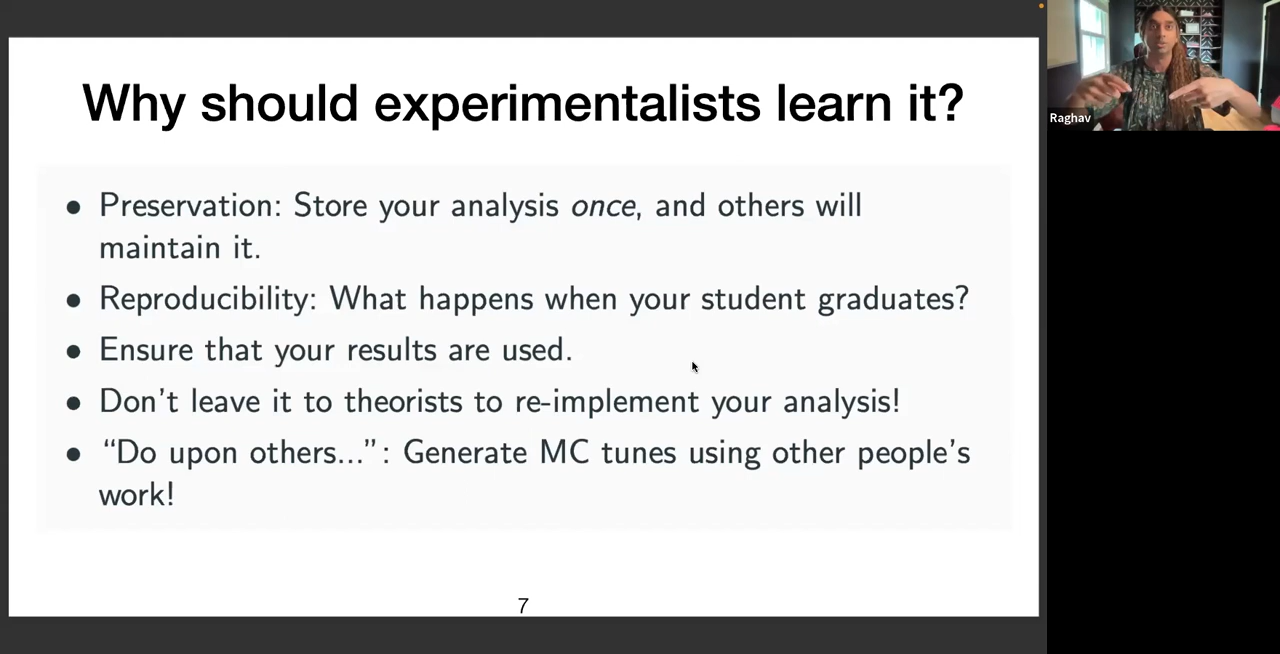 Why should experimentalists learn it?
● Preservation: Store your analysis once, and others will
maintain it.
● Reproducibility: What happens when your student graduates?
● Ensure that your results are used.
● Don't leave it to theorists to re-implement your analysis!
● “Do upon others...”: Generate MC tunes using other people's
work!
7
Raghav